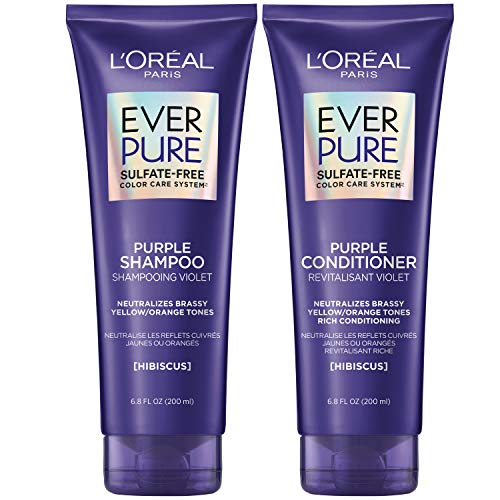 L'ORÉAL
PARIS
EVER
PURE
SULFATE-FREE
COLOR CARE SYSTEM
PURPLE
SHAMPOO
SHAMPOOING VIOLET
NEUTRALIZES BRASSY
YELLOW/ORANGE TONES
NEUTRALISE LES REFLETS CUIVRÉS
JAUNES OU ORANGÉS
[HIBISCUS]
6.8 FL OZ (200 ml)
L'ORÉAL
PARIS
EVER
PURE
SULFATE-FREE
COLOR CARE SYSTEM
PURPLE
CONDITIONER
REVITALISANT VIOLET
NEUTRALIZES BRASSY
YELLOW/ORANGE TONES
RICH CONDITIONING
NEUTRALISE LES REFLETS CUIVRÉS
JAUNES OU ORANGÉS
REVITALISANT RICHE
[HIBISCUS]
6.8 FL OZ (200 ml)